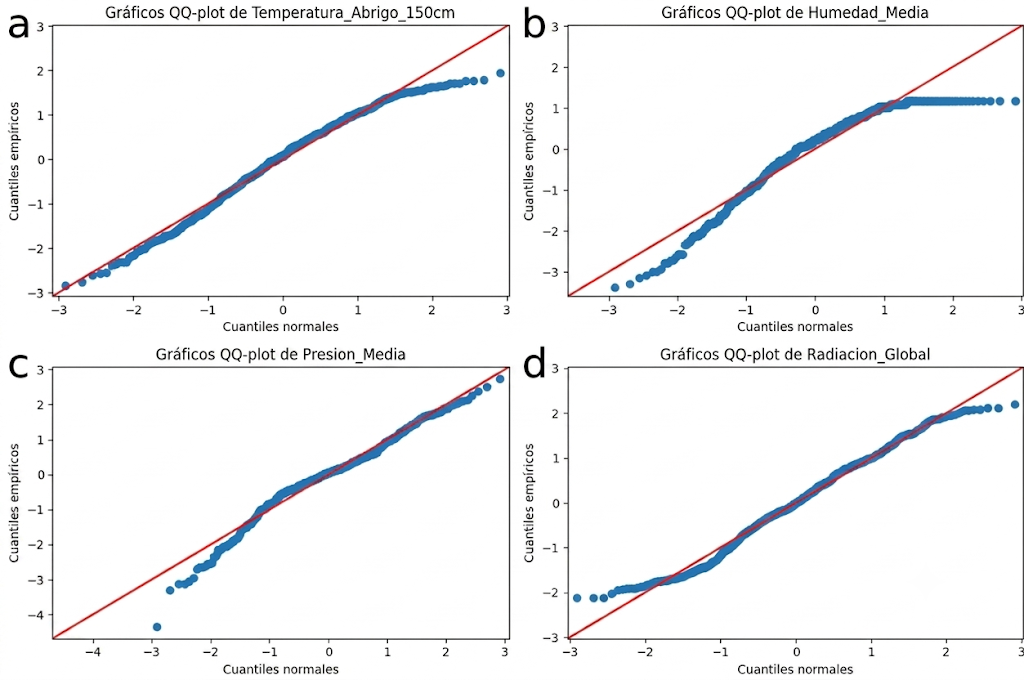 a
Gráficos QQ-plot de Temperatura_Abrigo_150cm
Cuantiles empíricos
3
2
1
0
−1
−2
−3
−3 −2 −1 0 1 2 3
Cuantiles normales
b
Gráficos QQ-plot de Humedad_Media
Cuantiles empíricos
3
2
1
0
−1
−2
−3
−3 −2 −1 0 1 2 3
Cuantiles normales
c
Gráficos QQ-plot de Presion_Media
Cuantiles empíricos
3
2
1
0
−1
−2
−3
−4
−4 −3 −2 −1 0 1 2 3
Cuantiles normales
d
Gráficos QQ-plot de Radiacion_Global
Cuantiles empíricos
3
2
1
0
−1
−2
−3
−3 −2 −1 0 1 2 3
Cuantiles normales